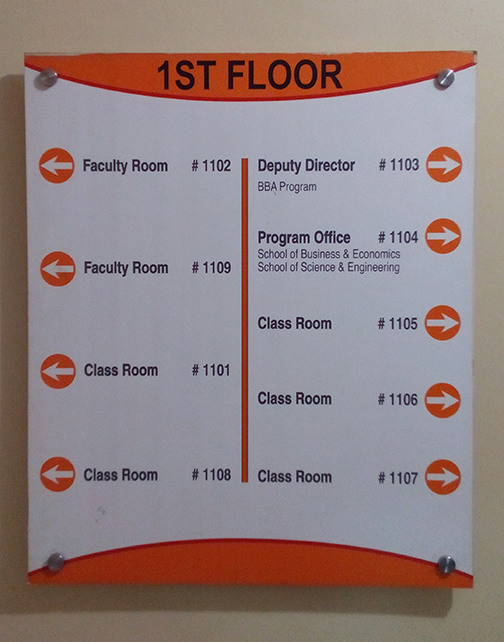 1ST FLOOR
Faculty Room # 1102
Faculty Room # 1109
Class Room # 1101
Class Room # 1108
Deputy Director # 1103
BBA Program
Program Office # 1104
School of Business & Economics
School of Science & Engineering
Class Room # 1105
Class Room # 1106
Class Room # 1107